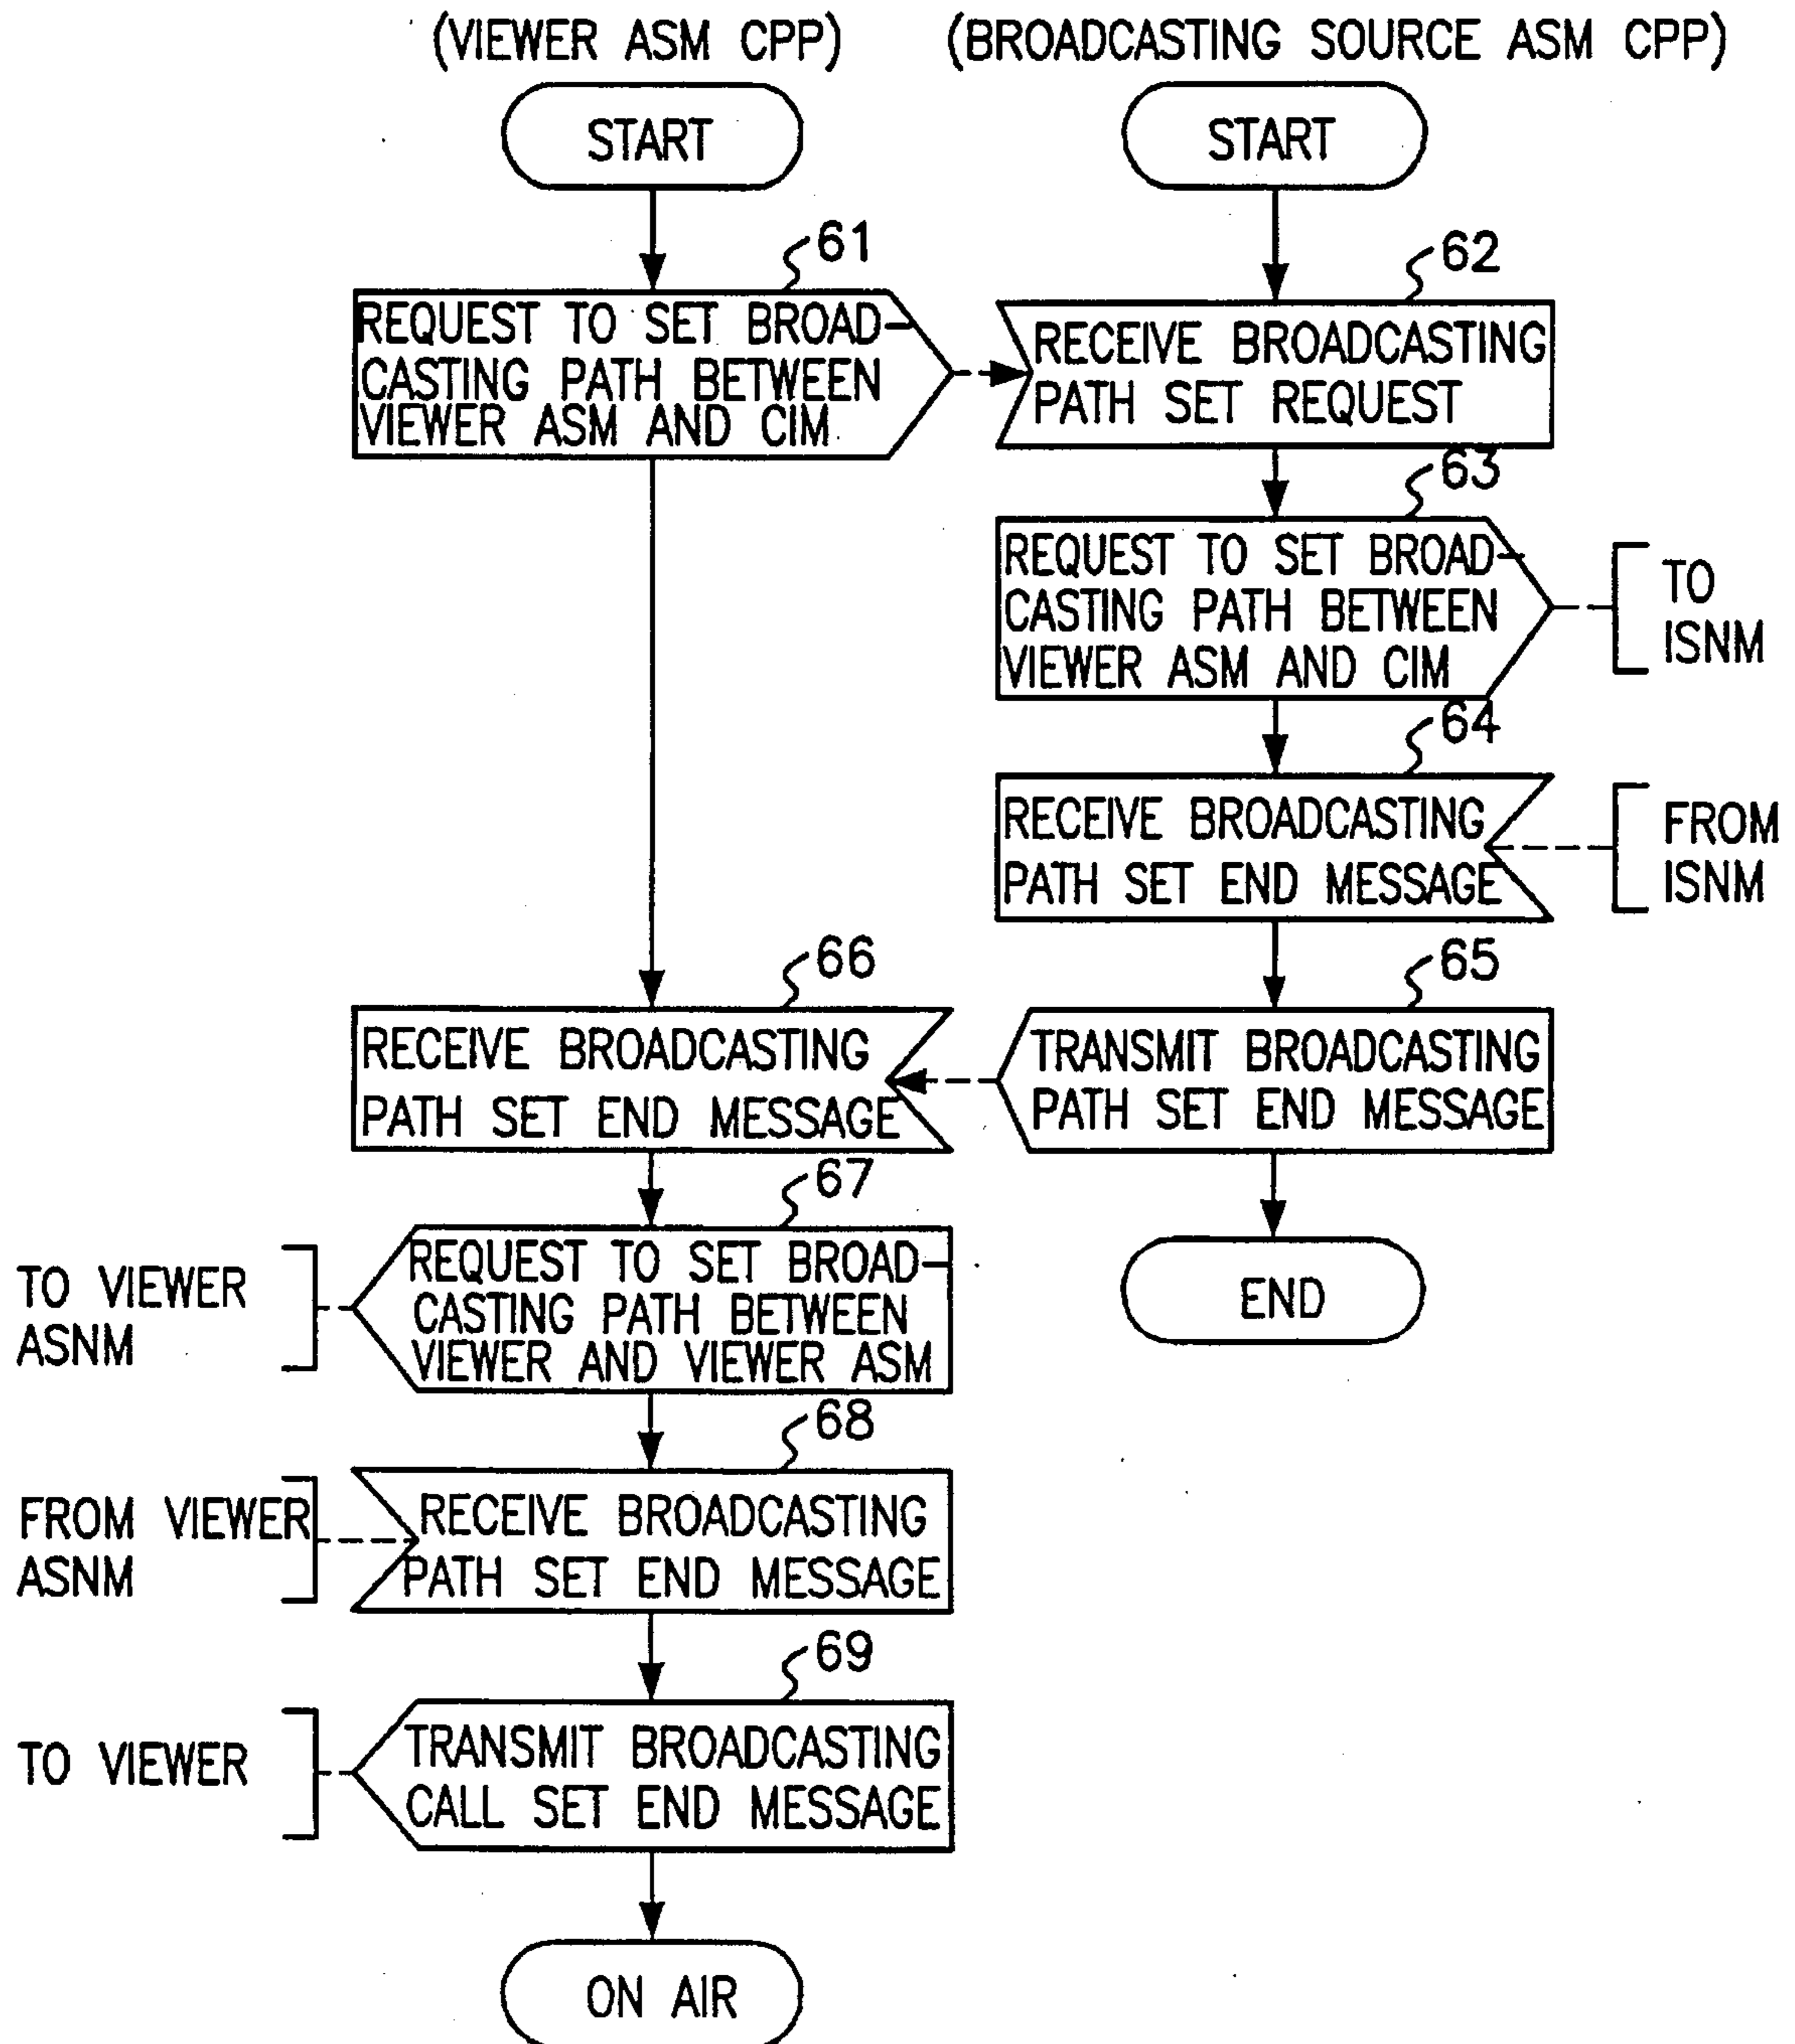 (VIEWER ASM CPP)
(BROADCASTING SOURCE ASM CPP)
START
START
61
REQUEST TO SET BROAD-
CASTING PATH BETWEEN
VIEWER ASM AND CIM
62
RECEIVE BROADCASTING
PATH SET REQUEST
63
REQUEST TO SET BROAD-
CASTING PATH BETWEEN
VIEWER ASM AND CIM
TO
ISNM
64
RECEIVE BROADCASTING
PATH SET END MESSAGE
FROM
ISNM
66
RECEIVE BROADCASTING
PATH SET END MESSAGE
65
TRANSMIT BROADCASTING
PATH SET END MESSAGE
END
67
REQUEST TO SET BROAD-
CASTING PATH BETWEEN
VIEWER AND VIEWER ASM
TO VIEWER
ASNM
68
RECEIVE BROADCASTING
PATH SET END MESSAGE
FROM VIEWER
ASNM
69
TRANSMIT BROADCASTING
CALL SET END MESSAGE
TO VIEWER
ON AIR